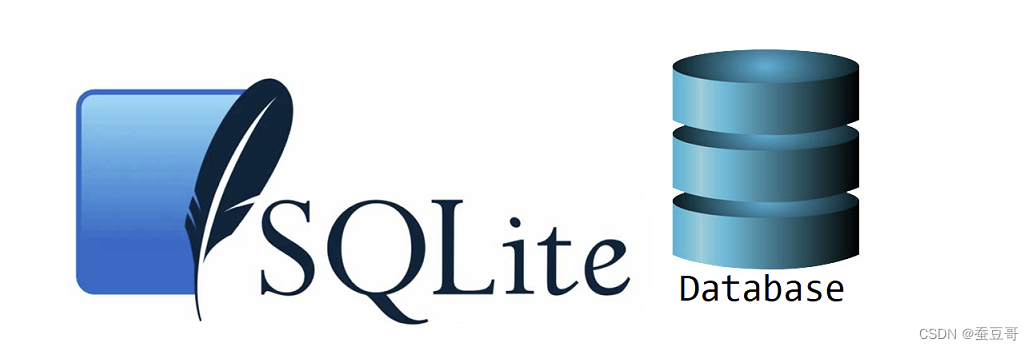 SQLite
Database
CSDN @蚕豆哥